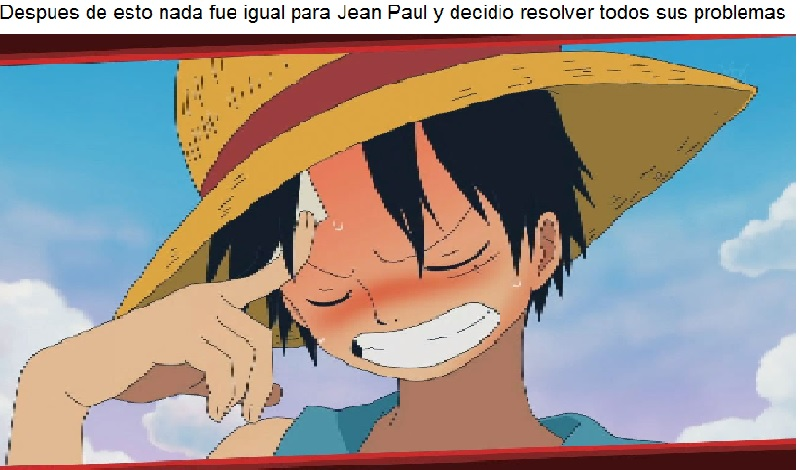 Despues de esto nada fue igual para Jean Paul y decidio resolver todos sus problemas